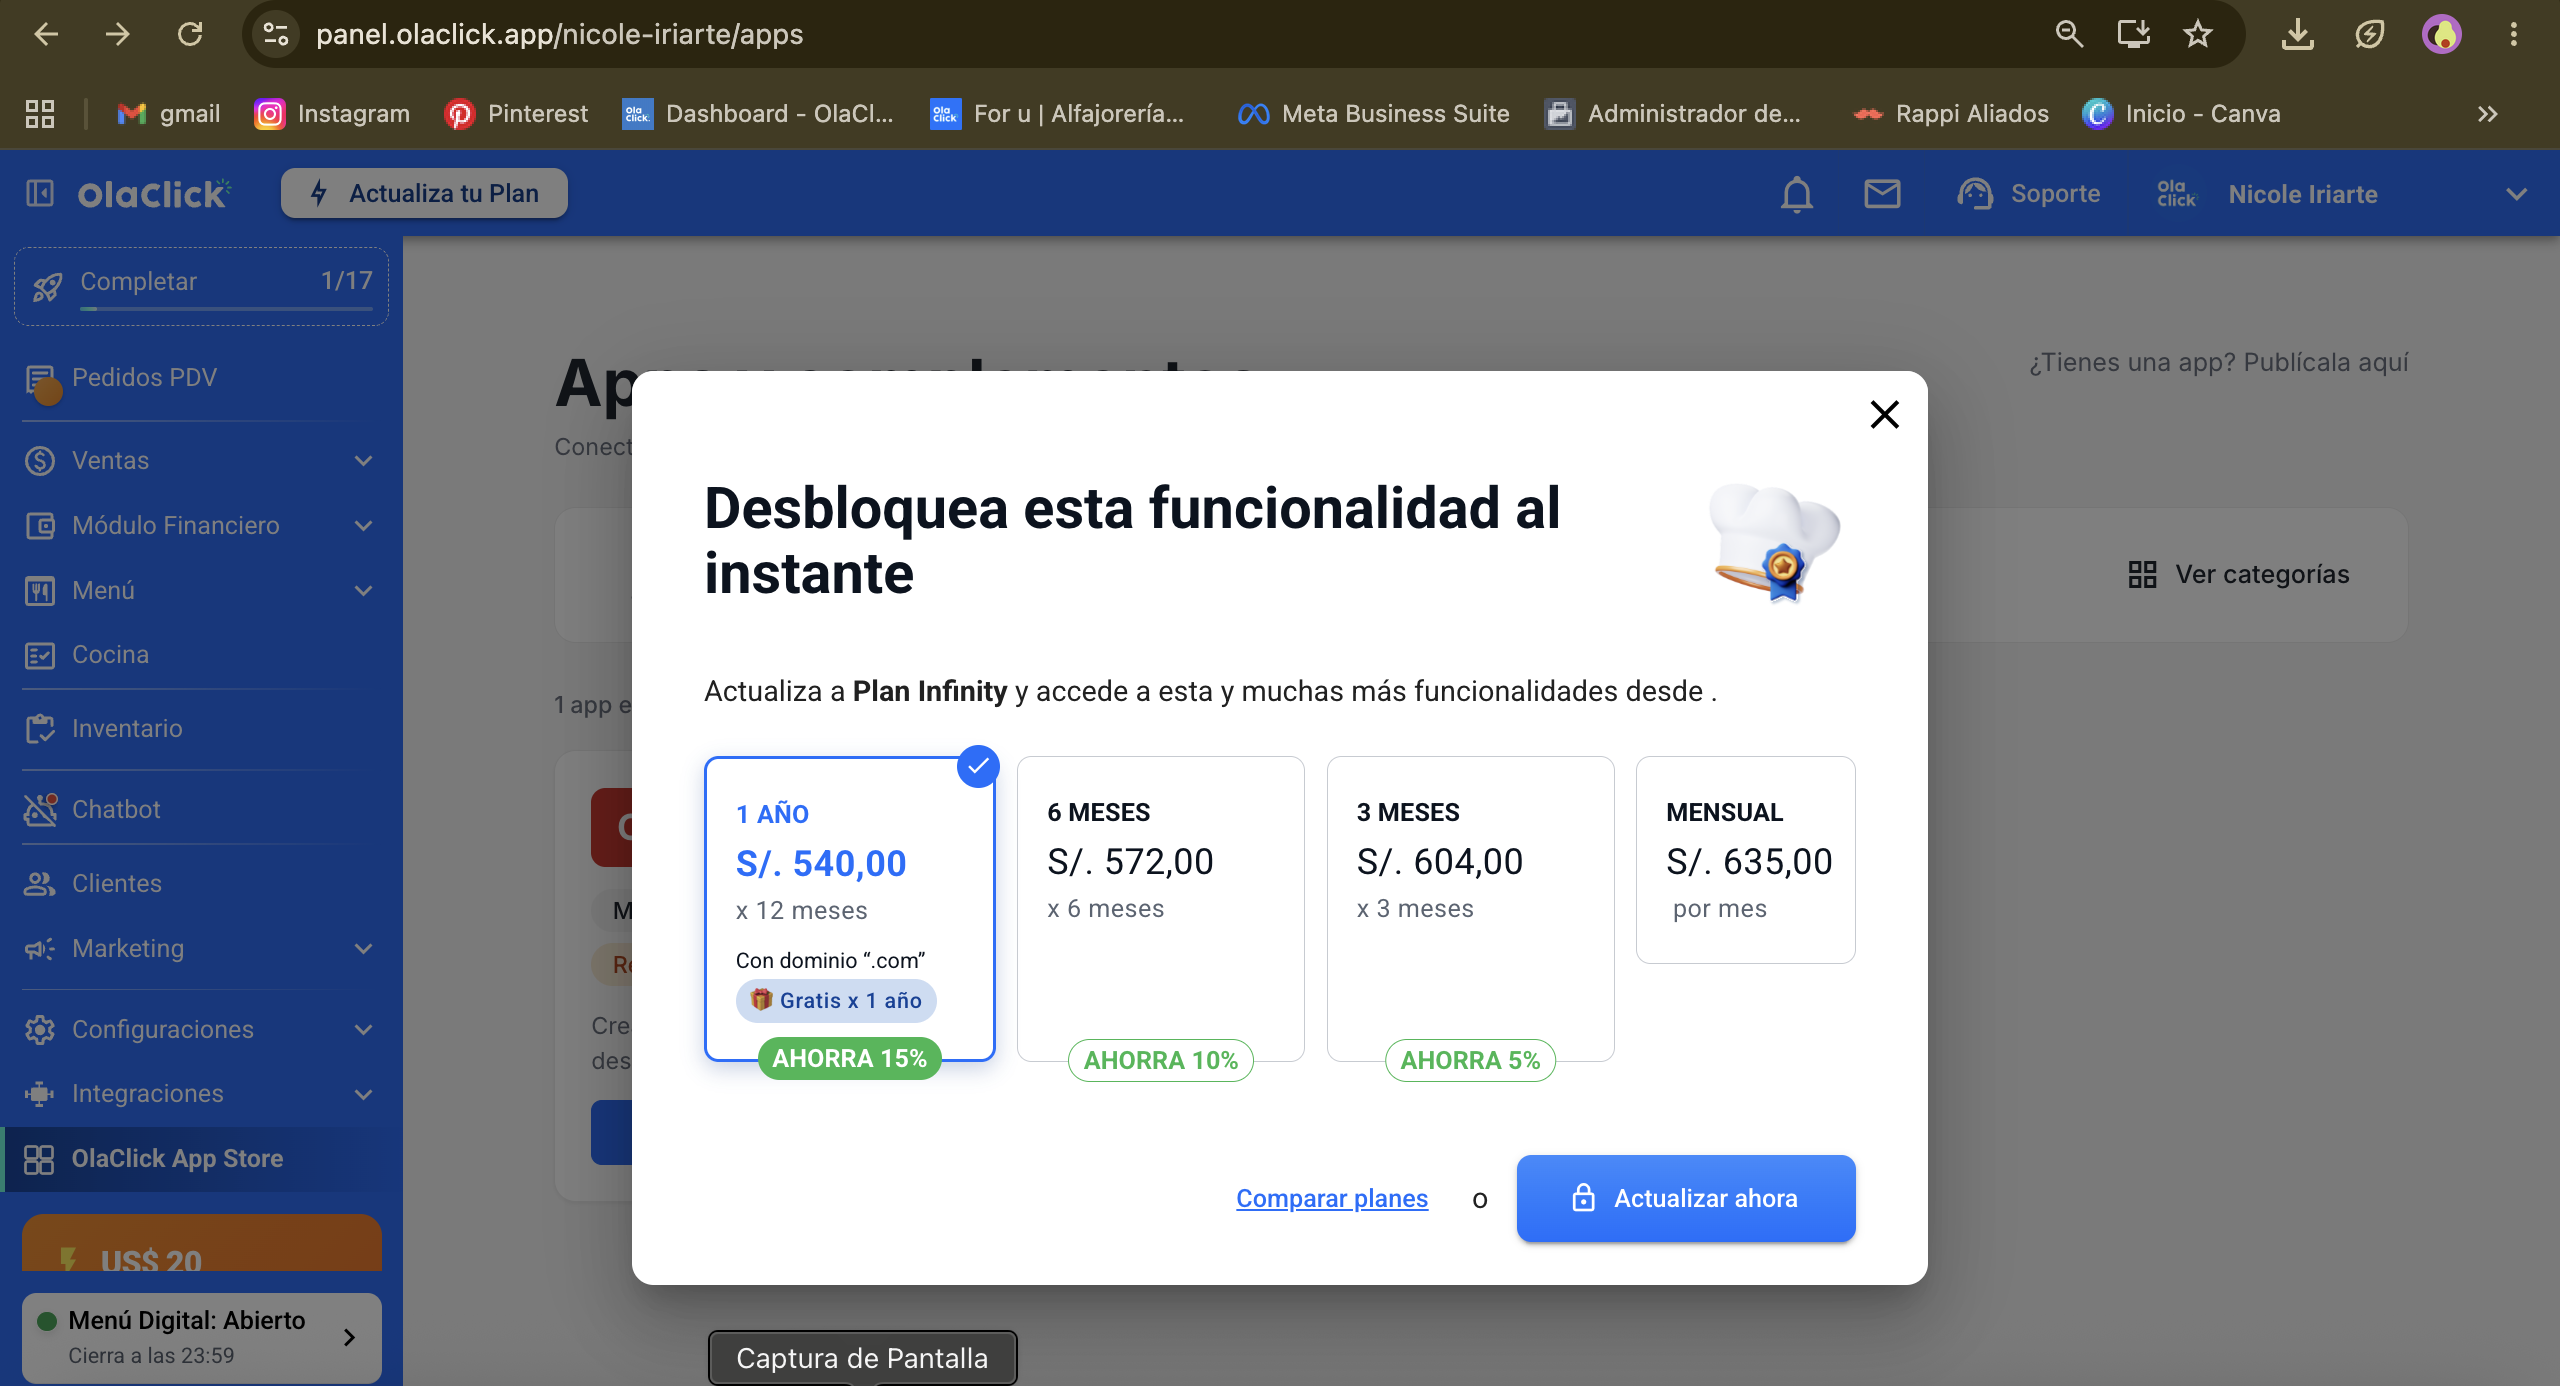 panel.olaclick.app/nicole-iriarte/apps
gmail
Instagram
Pinterest
Dashboard - OlaCl...
For u | Alfajorería...
Meta Business Suite
Administrador de...
Rappi Aliados
Inicio - Canva
OlaClick
Actualiza tu Plan
Soporte
Ola Click
Nicole Iriarte
Completar 1/17
Pedidos PDV
Ventas
Módulo Financiero
Menú
Cocina
Inventario
Chatbot
Clientes
Marketing
Configuraciones
Integraciones
OlaClick App Store
US$ 20
Menú Digital: Abierto
Cierra a las 23:59
¿Tienes una app? Publícala aquí
Ver categorías
1 app
Desbloquea esta funcionalidad al
instante
Actualiza a Plan Infinity y accede a esta y muchas más funcionalidades desde .
1 AÑO
S/. 540,00
x 12 meses
Con dominio “.com”
Gratis x 1 año
AHORRA 15%
6 MESES
S/. 572,00
x 6 meses
AHORRA 10%
3 MESES
S/. 604,00
x 3 meses
AHORRA 5%
MENSUAL
S/. 635,00
por mes
Comparar planes o Actualizar ahora
Captura de Pantalla